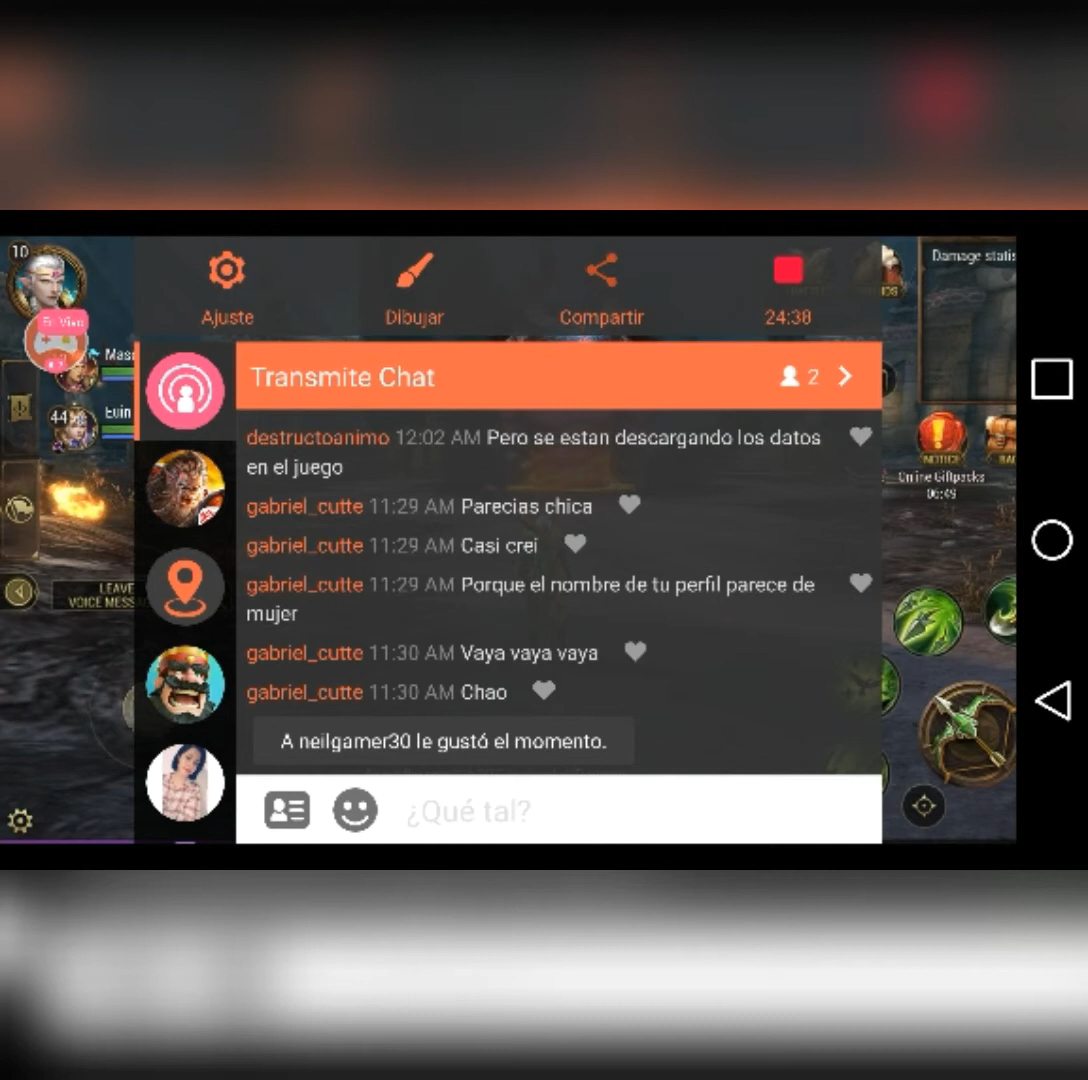 10
En Vivo
Mas
44
Euin
LEAVE
VOICE MESS
Ajuste
Dibujar
Compartir
24:38
Damage statis
NOTICE
Online Giftpacks
06:49
Transmite Chat
2
destructoanimo 12:02 AM Pero se estan descargando los datos
en el juego
gabriel_cutte 11:29 AM Parecias chica
gabriel_cutte 11:29 AM Casi crei
gabriel_cutte 11:29 AM Porque el nombre de tu perfil parece de
mujer
gabriel_cutte 11:30 AM Vaya vaya vaya
gabriel_cutte 11:30 AM Chao
A neilgamer30 le gustó el momento.
¿Qué tal?